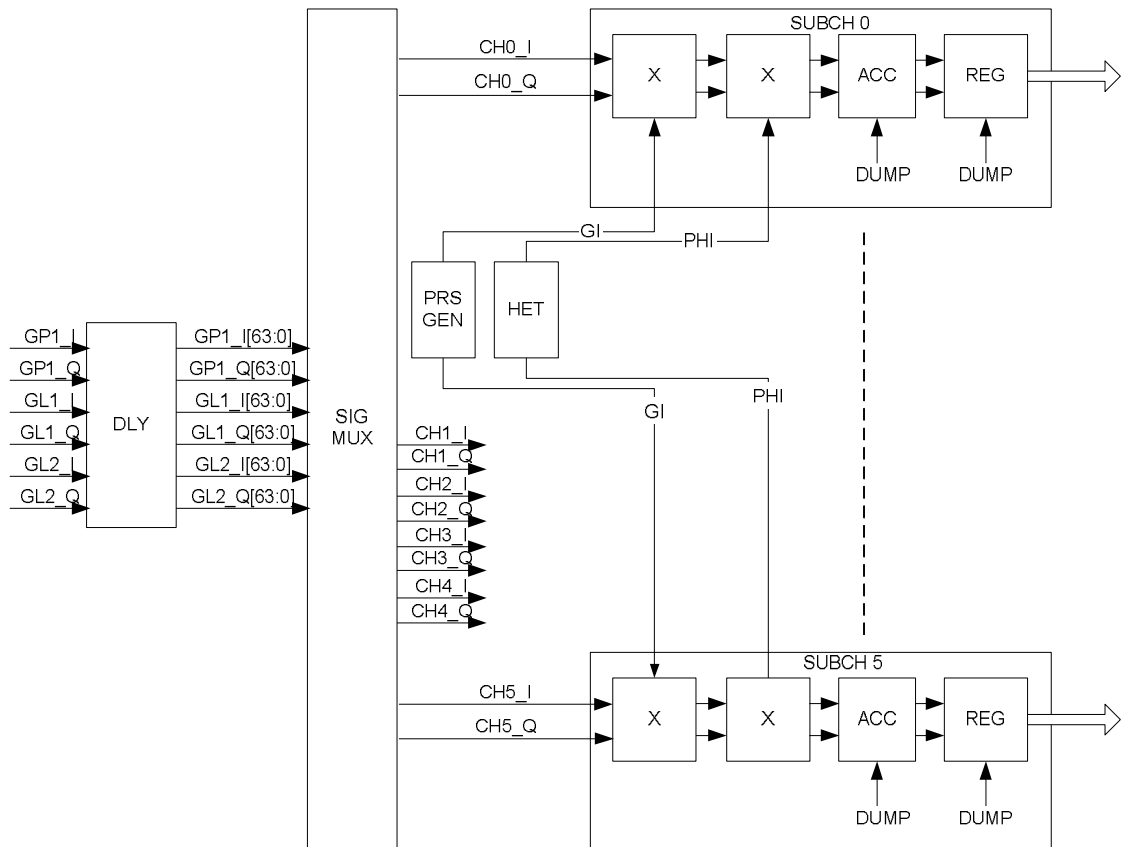 SUBCH 0
CH0_I
CH0_Q
X
X
ACC
REG
DUMP
DUMP
GI
PHI
PRS
GEN
HET
GP1_I
GP1_Q
GL1_I
GL1_Q
GL2_I
GL2_Q
DLY
GP1_I[63:0]
GP1_Q[63:0]
GL1_I[63:0]
GL1_Q[63:0]
GL2_I[63:0]
GL2_Q[63:0]
SIG
MUX
PHI
GI
CH1_I
CH1_Q
CH2_I
CH2_Q
CH3_I
CH3_Q
CH4_I
CH4_Q
SUBCH 5
CH5_I
CH5_Q
X
X
ACC
REG
DUMP
DUMP